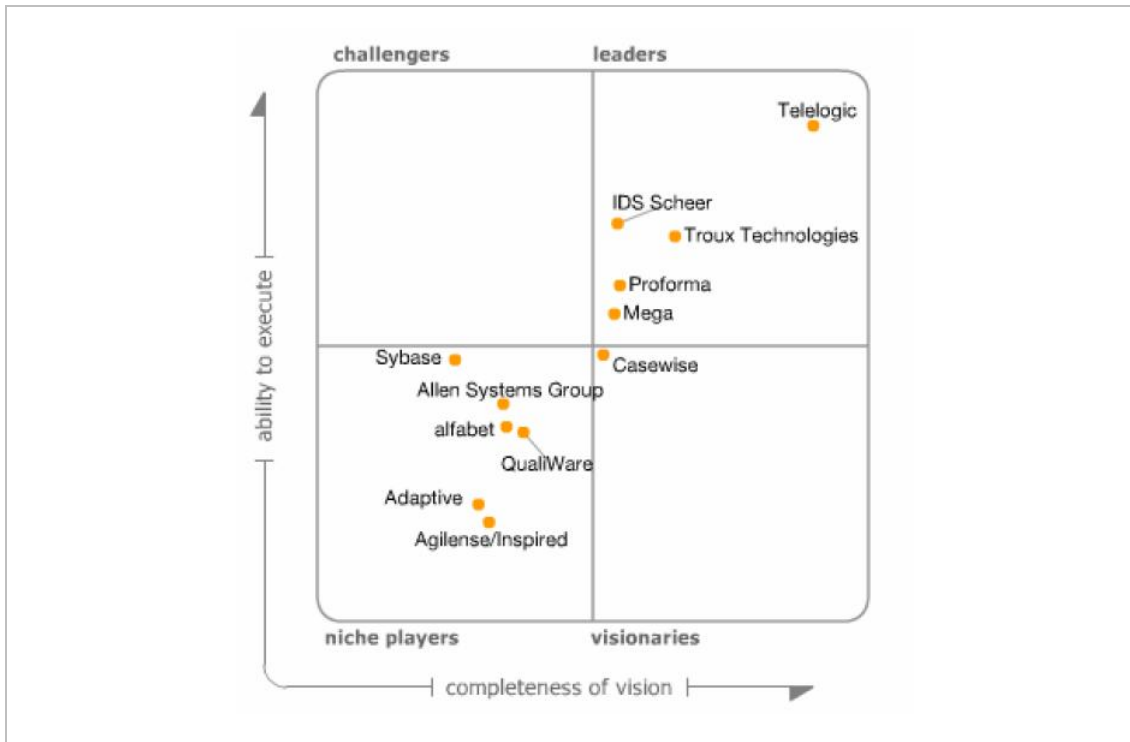 challengers
leaders
Telelogic
IDS Scheer
Troux Technologies
Proforma
Mega
Sybase
Casewise
Allen Systems Group
alfabet
QualiWare
Adaptive
Agilense/Inspired
niche players
visionaries
ability to execute
completeness of vision